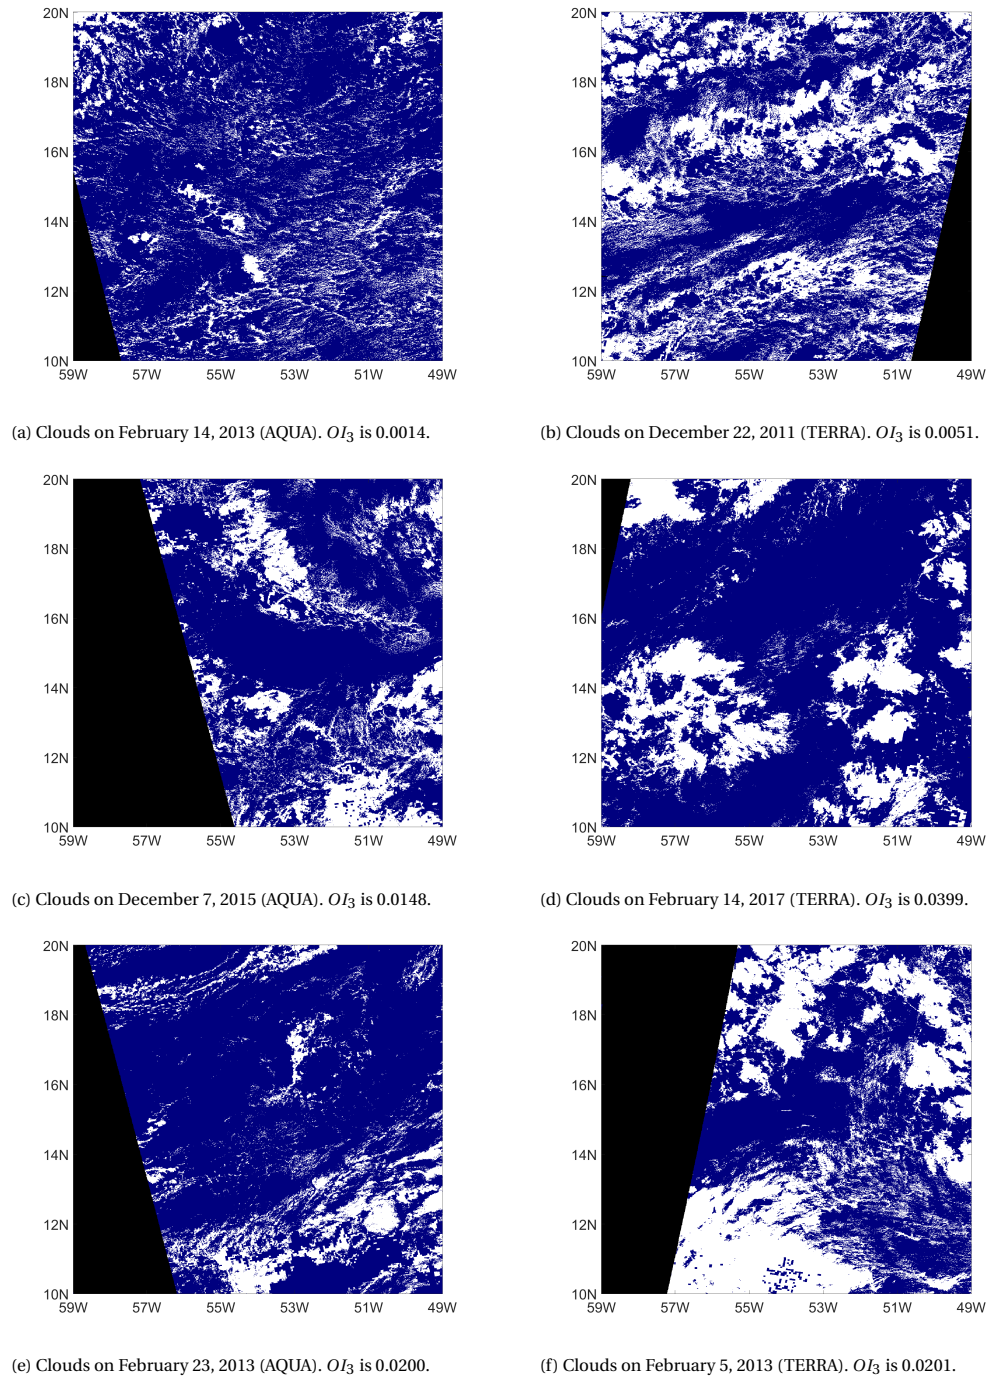 20N
18N
16N
14N
12N
10N
59W 57W 55W 53W 51W 49W
(a) Clouds on February 14, 2013 (AQUA). OI3 is 0.0014.
20N
18N
16N
14N
12N
10N
59W 57W 55W 53W 51W 49W
(b) Clouds on December 22, 2011 (TERRA). OI3 is 0.0051.
20N
18N
16N
14N
12N
10N
59W 57W 55W 53W 51W 49W
(c) Clouds on December 7, 2015 (AQUA). OI3 is 0.0148.
20N
18N
16N
14N
12N
10N
59W 57W 55W 53W 51W 49W
(d) Clouds on February 14, 2017 (TERRA). OI3 is 0.0399.
20N
18N
16N
14N
12N
10N
59W 57W 55W 53W 51W 49W
(e) Clouds on February 23, 2013 (AQUA). OI3 is 0.0200.
20N
18N
16N
14N
12N
10N
59W 57W 55W 53W 51W 49W
(f) Clouds on February 5, 2013 (TERRA). OI3 is 0.0201.